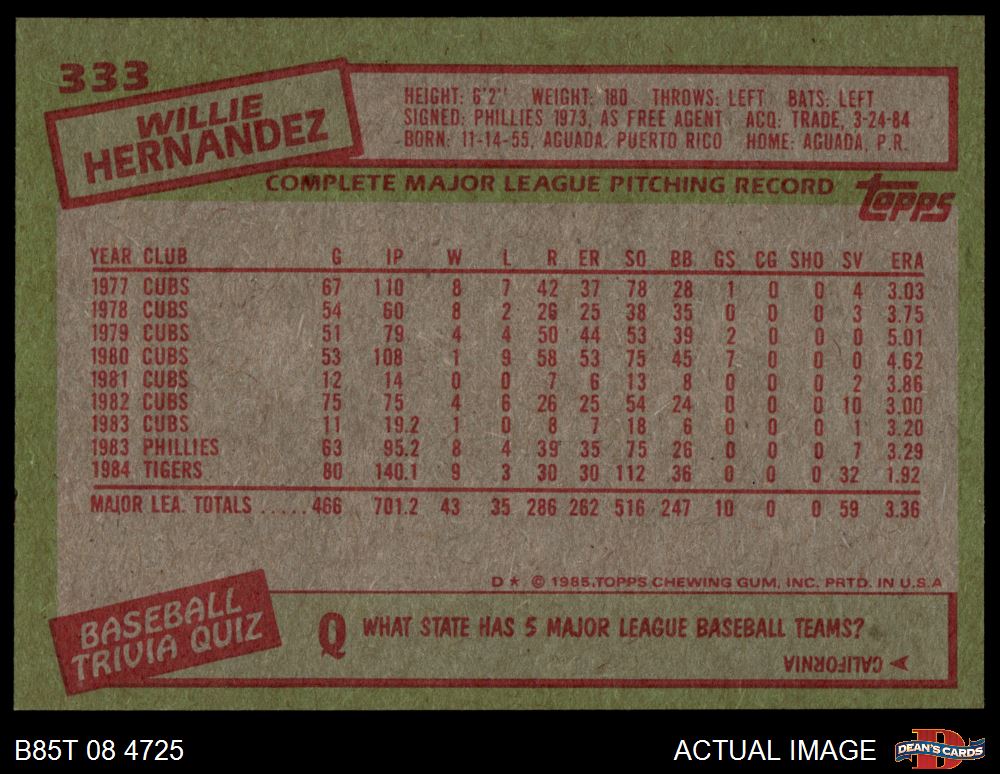 333
WILLIE
HERNANDEZ
HEIGHT: 6'2" WEIGHT: 180 THROWS: LEFT BATS: LEFT
SIGNED: PHILLIES 1973, AS FREE AGENT ACQ: TRADE, 3-24-84
BORN: 11-14-55, AGUADA, PUERTO RICO HOME: AGUADA, P.R.
COMPLETE MAJOR LEAGUE PITCHING RECORD
topps
YEAR CLUB G IP W L R ER SO BB GS CG SHO SV ERA
1977 CUBS 67 110 8 7 42 37 78 28 1 0 0 4 3.03
1978 CUBS 54 60 8 2 26 25 38 35 0 0 0 3 3.75
1979 CUBS 51 79 4 4 50 44 53 39 2 0 0 0 5.01
1980 CUBS 53 108 1 9 58 53 75 45 7 0 0 0 4.62
1981 CUBS 12 14 0 0 7 6 13 8 0 0 0 2 3.86
1982 CUBS 75 75 4 6 26 25 54 24 0 0 0 10 3.00
1983 CUBS 11 19.2 1 0 8 7 18 6 0 0 0 1 3.20
1983 PHILLIES 63 95.2 8 4 39 35 75 26 0 0 0 7 3.29
1984 TIGERS 80 140.1 9 3 30 30 112 36 0 0 0 32 1.92
MAJOR LEA. TOTALS ..... 466 701.2 43 35 286 262 516 247 10 0 0 59 3.36
D * © 1985 TOPPS CHEWING GUM, INC. PRTD. IN U.S.A
BASEBALL
TRIVIA QUIZ
Q WHAT STATE HAS 5 MAJOR LEAGUE BASEBALL TEAMS?
CALIFORNIA
B85T 08 4725
ACTUAL IMAGE
D
DEAN'S CARDS